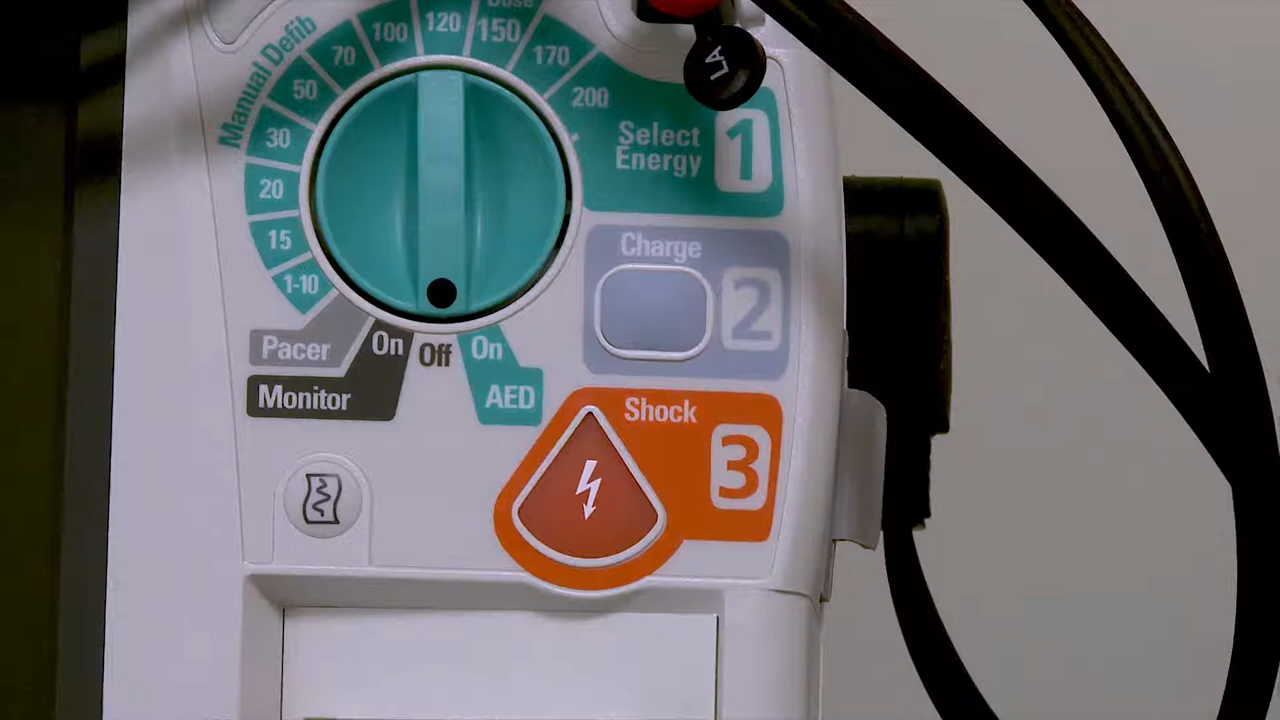 Manual Defib
1-10
15
20
30
50
70
100
120
Dose
150
170
200
LA
Select
Energy
1
Charge
2
Pacer
On
Off
On
Monitor
AED
Shock
3